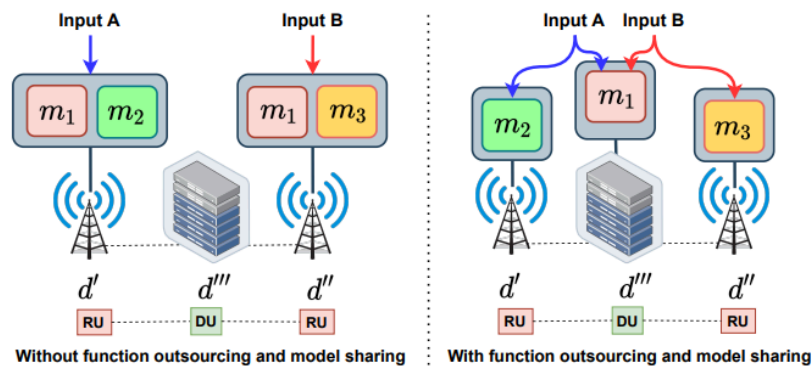 Input A
Input B
m₁
m₂
m₁
m₃
d′
d‴
d″
RU
DU
RU
Without function outsourcing and model sharing
Input A
Input B
m₂
m₁
m₃
d′
d‴
d″
RU
DU
RU
With function outsourcing and model sharing